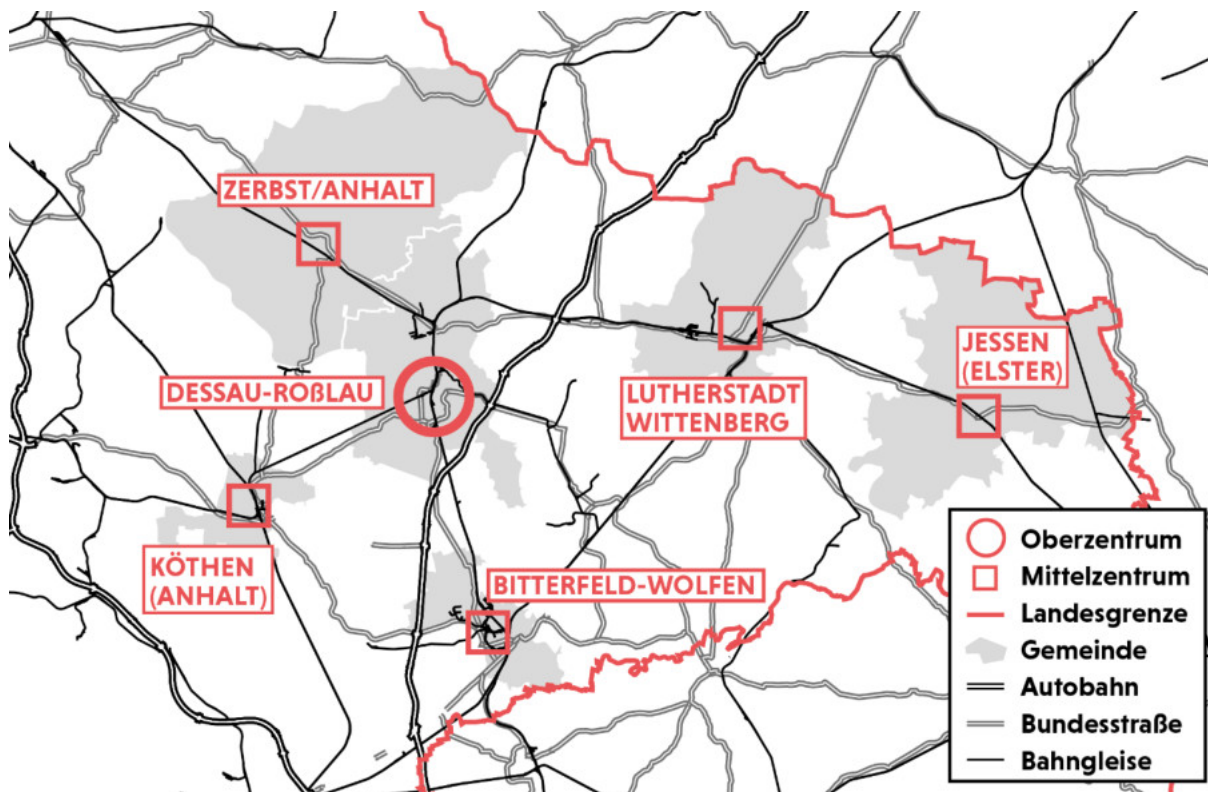 ZERBST/ANHALT
DESSAU-ROßLAU
LUTHERSTADT
WITTENBERG
JESSEN
(ELSTER)
KÖTHEN
(ANHALT)
BITTERFELD-WOLFEN
Oberzentrum
Mittelzentrum
Landesgrenze
Gemeinde
Autobahn
Bundesstraße
Bahngleise